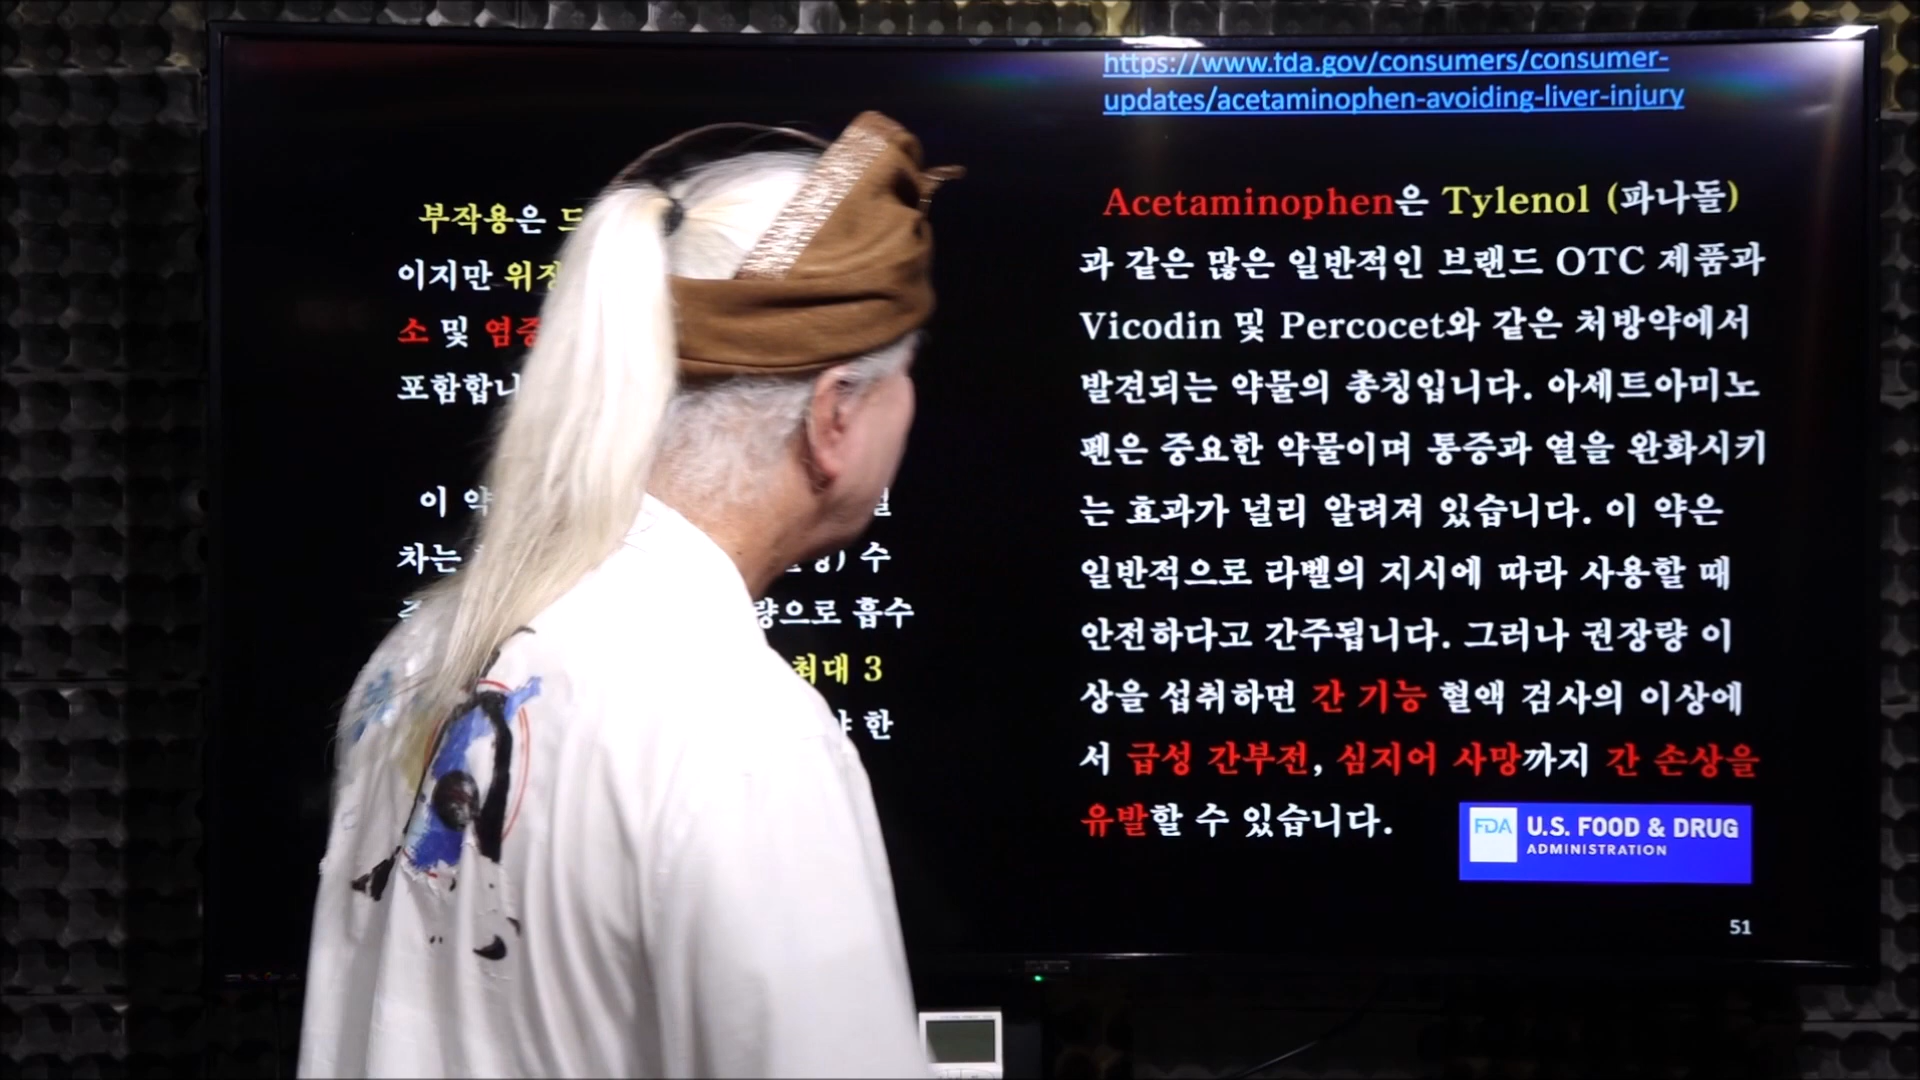 부작용은
이지만
소 및
이
차는
수
으로 흡수
최대 3
한
https://www.fda.gov/consumers/consumer-
updates/acetaminophen-avoiding-liver-injury
Acetaminophen은 Tylenol (파나돌)
과 같은 많은 일반적인 브랜드 OTC 제품과
Vicodin 및 Percocet와 같은 처방약에서
발견되는 약물의 총칭입니다. 아세트아미노
펜은 중요한 약물이며 통증과 열을 완화시키
는 효과가 널리 알려져 있습니다. 이 약은
일반적으로 라벨의 지시에 따라 사용할 때
안전하다고 간주됩니다. 그러나 권장량 이
상을 섭취하면 간 기능 혈액 검사의 이상에
서 급성 간부전, 심지어 사망까지 간 손상을
유발할 수 있습니다.
FDA U.S. FOOD & DRUG
ADMINISTRATION
51